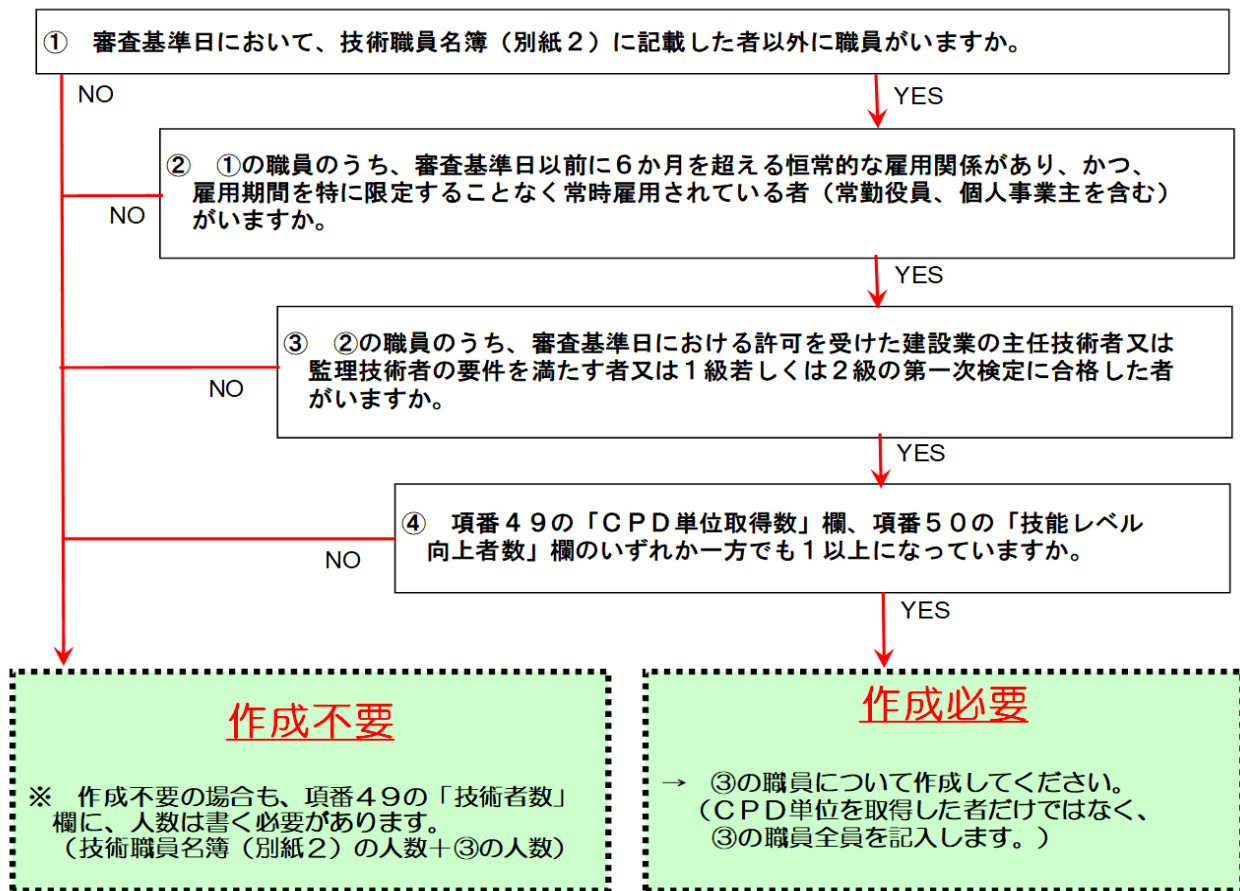 ① 審査基準日において、技術職員名簿（別紙２）に記載した者以外に職員がいますか。
NO
YES
② ①の職員のうち、審査基準日以前に６か月を超える恒常的な雇用関係があり、かつ、
雇用期間を特に限定することなく常時雇用されている者（常勤役員、個人事業主を含む）
がいますか。
NO
YES
③ ②の職員のうち、審査基準日における許可を受けた建設業の主任技術者又は
監理技術者の要件を満たす者又は１級若しくは２級の第一次検定に合格した者
がいますか。
NO
YES
④ 項番４９の「ＣＰＤ単位取得数」欄、項番５０の「技能レベル
向上者数」欄のいずれか一方でも１以上になっていますか。
NO
YES
作成不要
※ 作成不要の場合も、項番４９の「技術者数」
欄に、人数は書く必要があります。
（技術職員名簿（別紙２）の人数＋③の人数）
作成必要
→ ③の職員について作成してください。
（ＣＰＤ単位を取得した者だけではなく、
③の職員全員を記入します。）